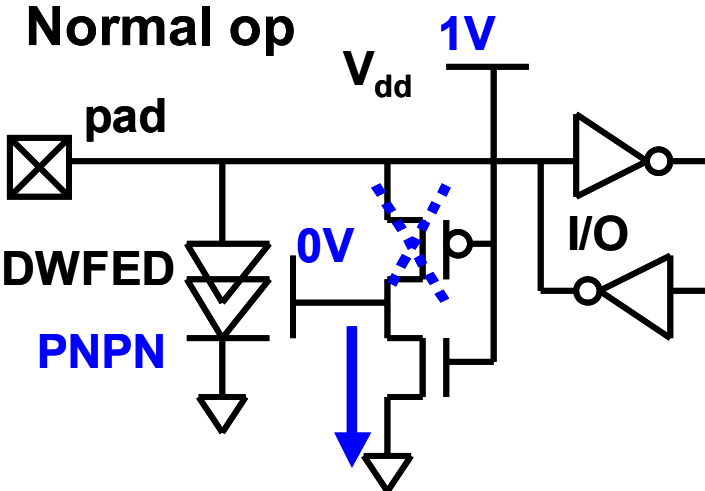 Normal op
1V
Vdd
pad
I/O
0V
DWFED
PNPN